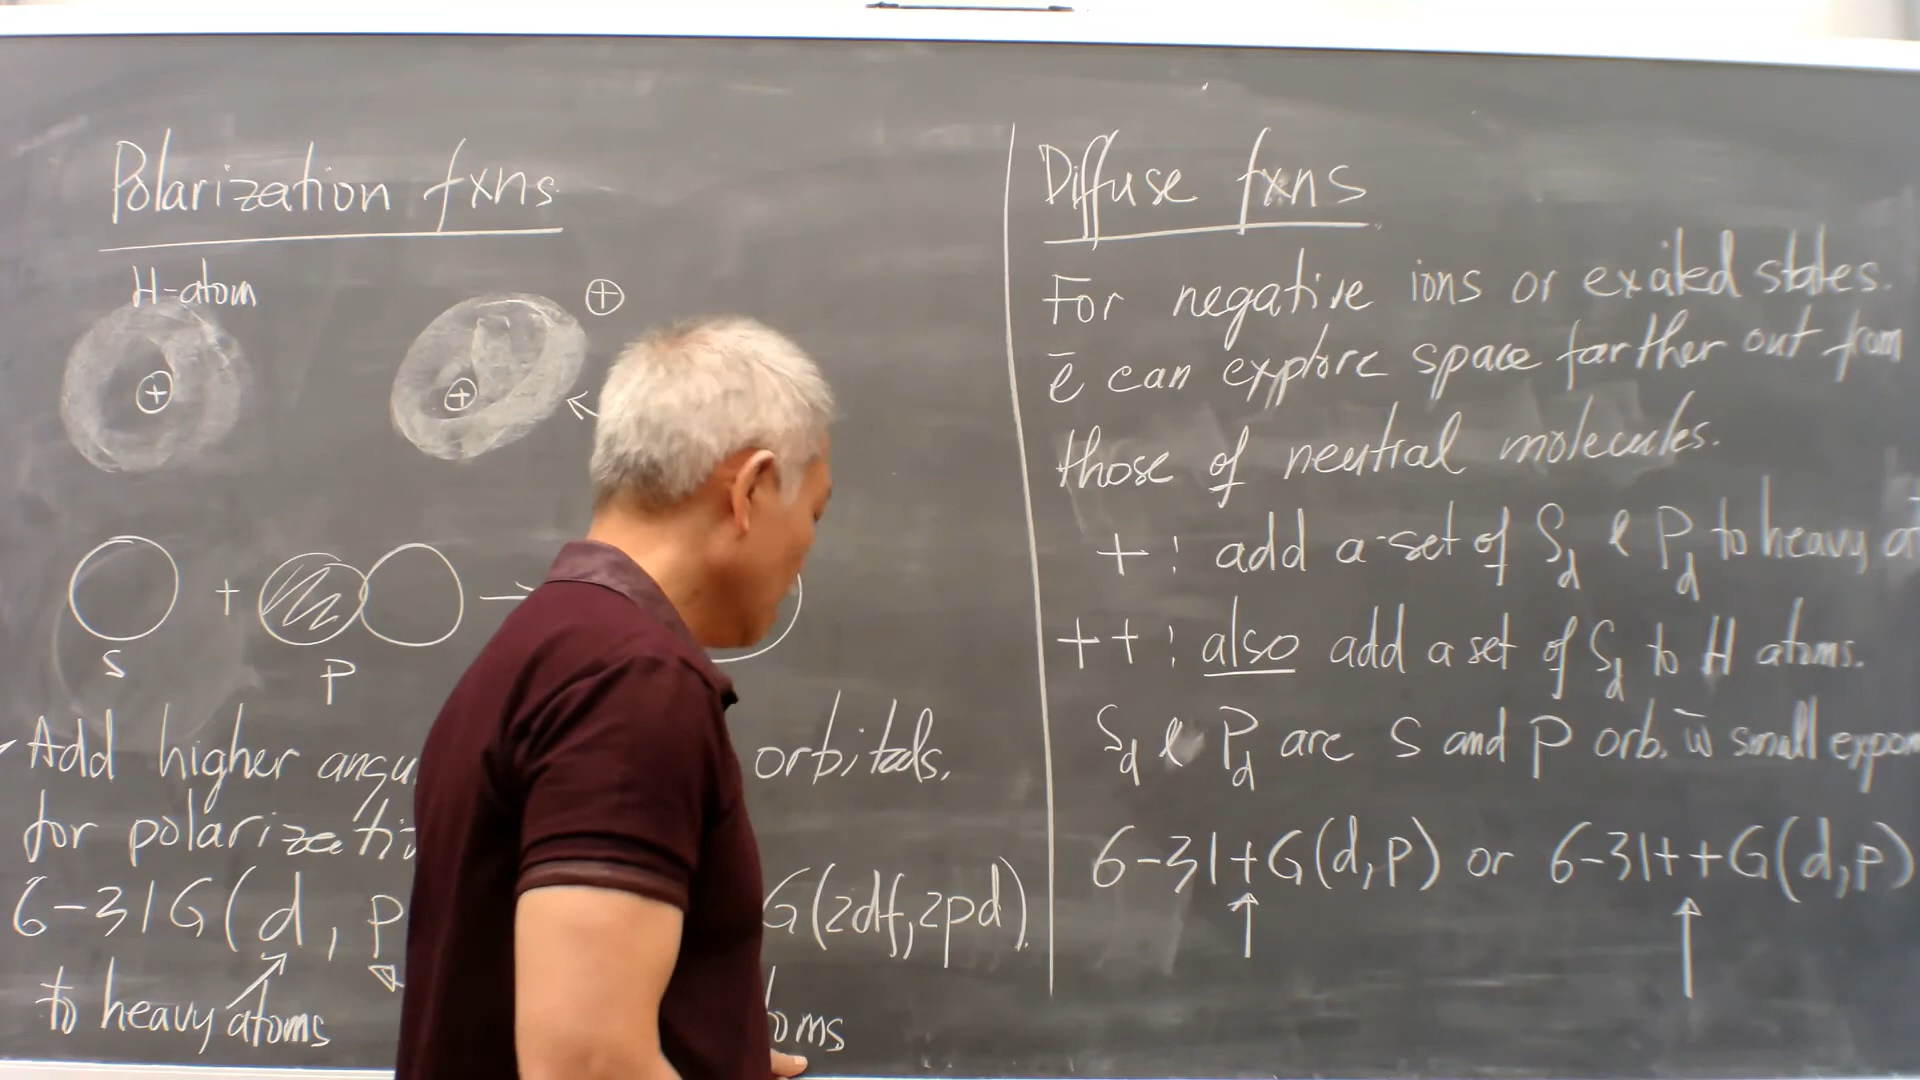 Polarization fxns
H-atom
+
+
+
S + P →
Add higher angu orbitals.
for polarizati
6-31G(d, p G(2df,2pd).
to heavy atoms oms
Diffuse fxns
For negative ions or excited states.
ē can explore space farther out from
those of neutral molecules.
+ : add a set of Sd & Pd to heavy at
++ : also add a set of Sd to H atoms.
Sd & Pd are S and P orb. w̄ small expon
6-31+G(d,p) or 6-31++G(d,p)